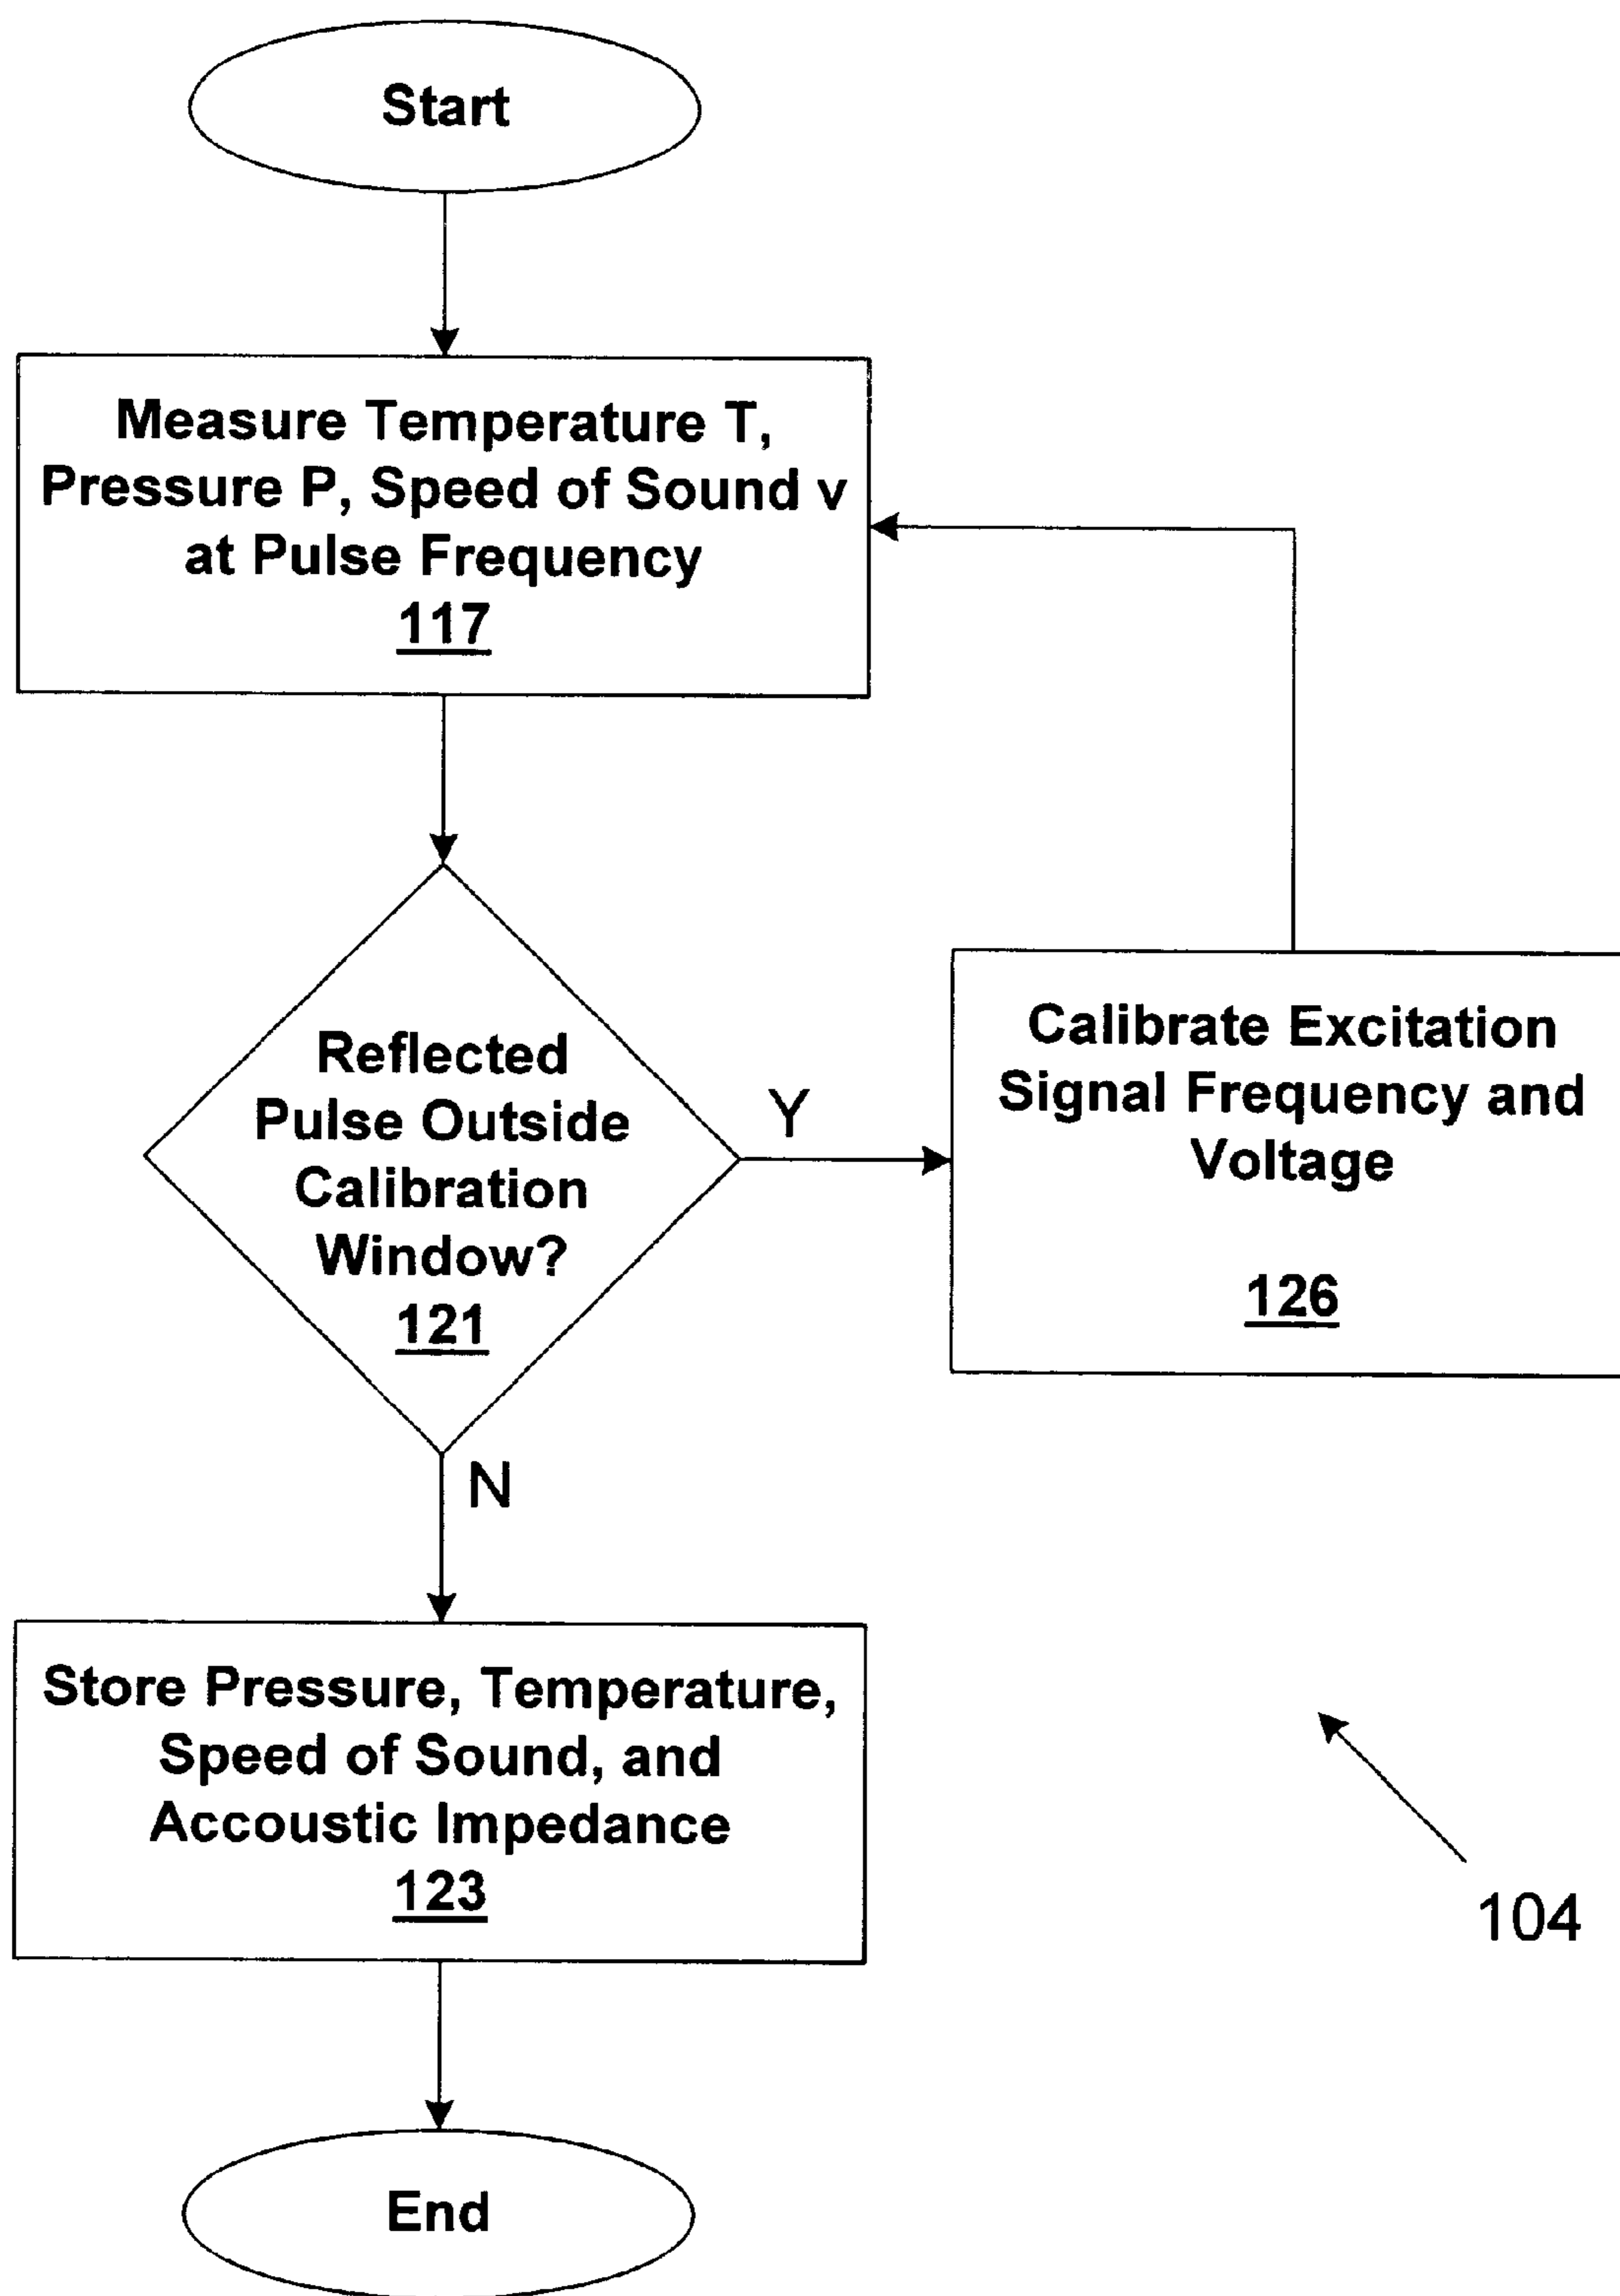 Start
Measure Temperature T,
Pressure P, Speed of Sound v
at Pulse Frequency
117
Reflected
Pulse Outside
Calibration
Window?
121
Y
Calibrate Excitation
Signal Frequency and
Voltage
126
N
Store Pressure, Temperature,
Speed of Sound, and
Accoustic Impedance
123
104
End